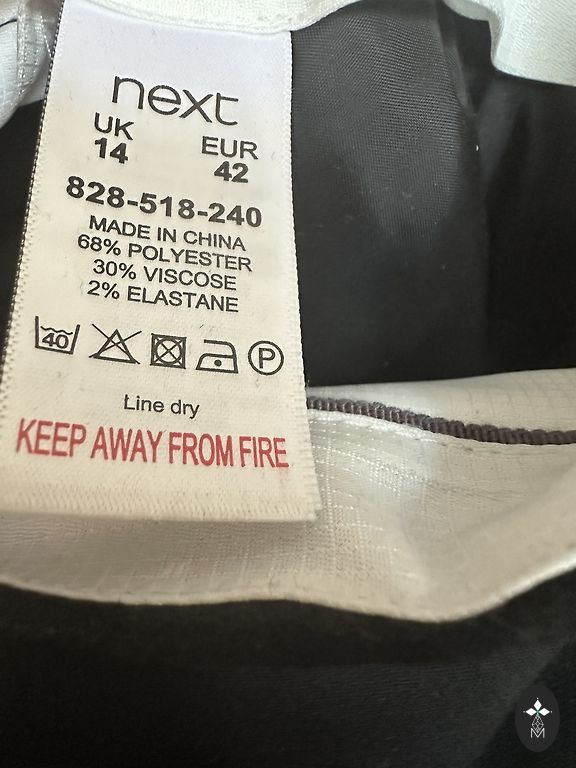 next
UK EUR
14 42
828-518-240
MADE IN CHINA
68% POLYESTER
30% VISCOSE
2% ELASTANE
40 P
Line dry
KEEP AWAY FROM FIRE
M